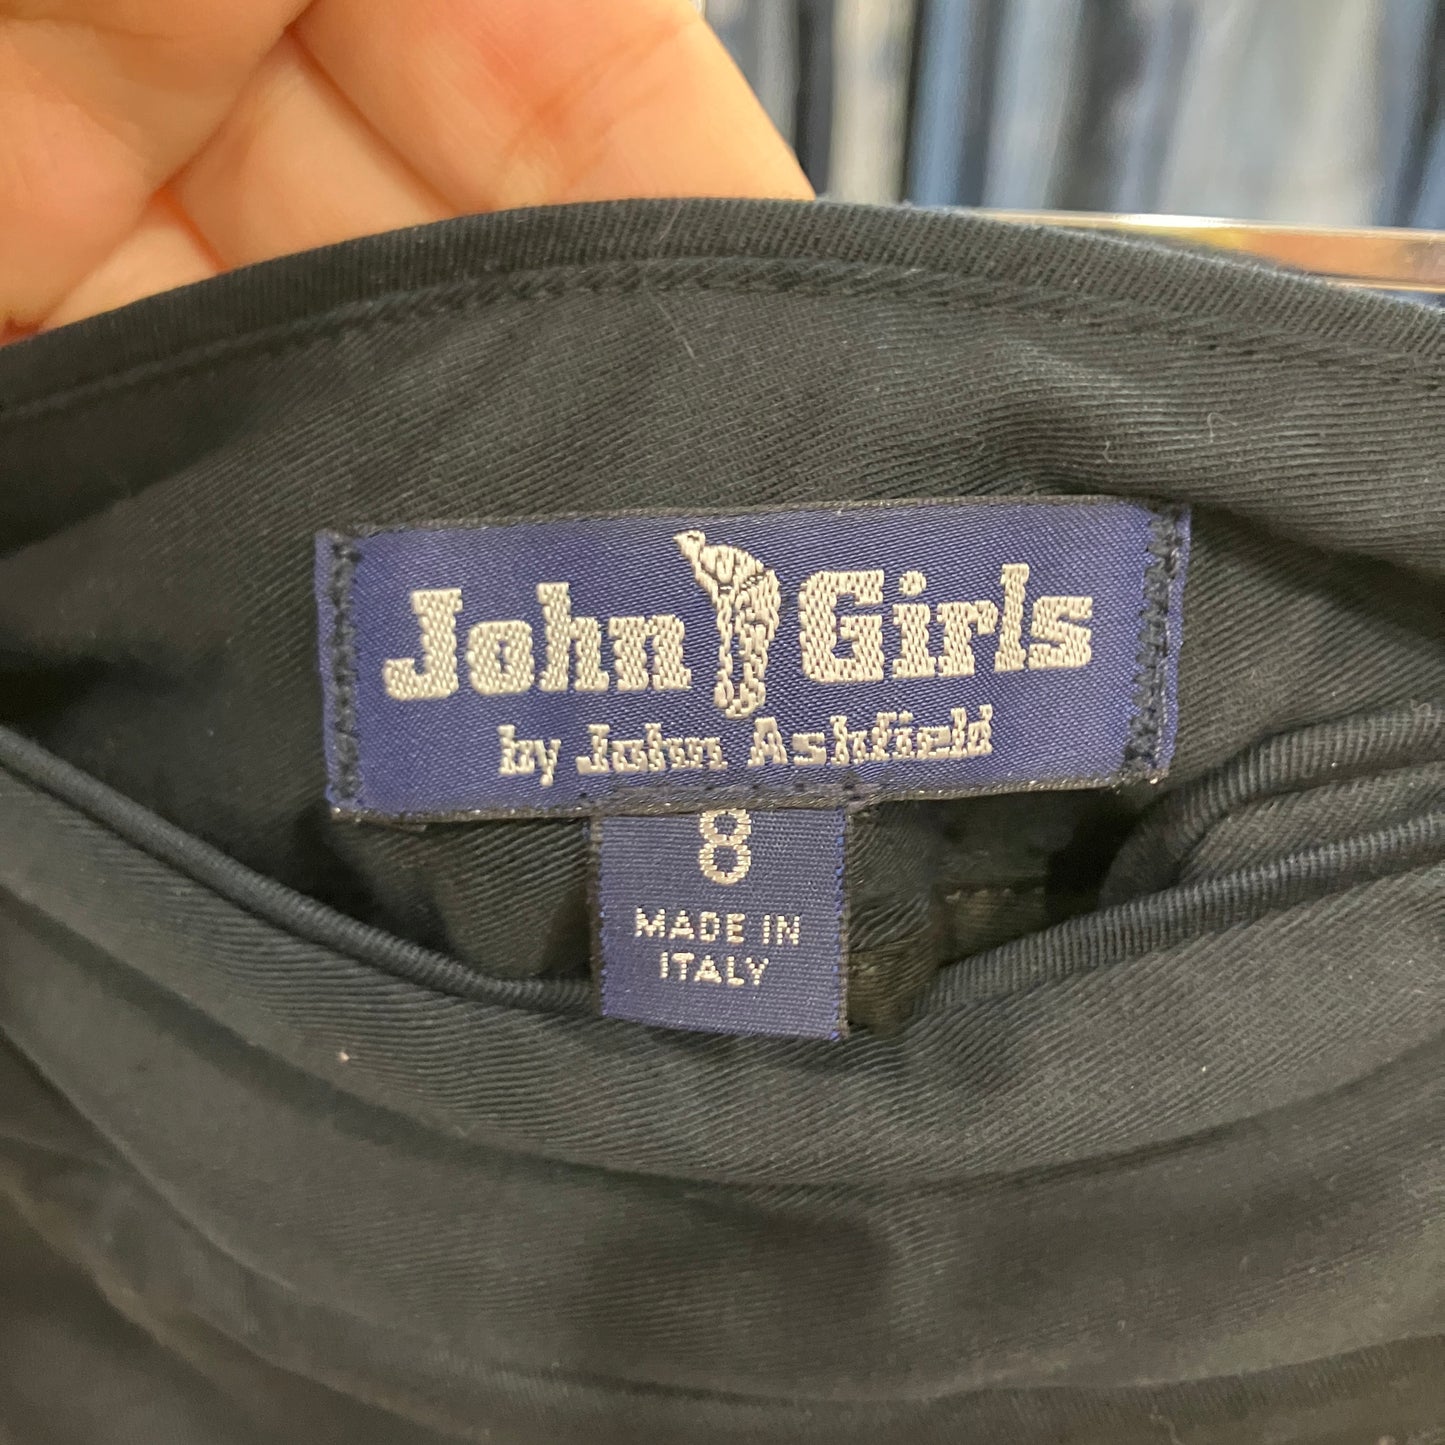 John Girls
by John Ashfield
8
MADE IN
ITALY